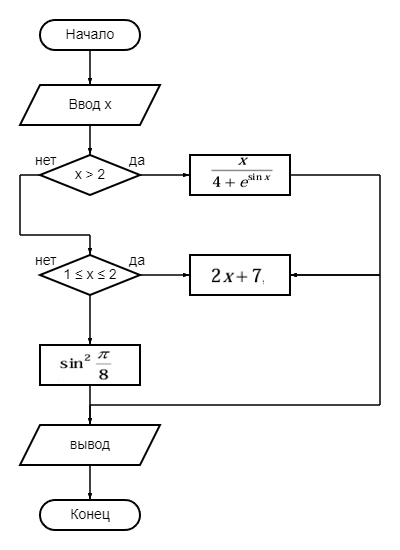 Начало
Ввод x
нет
да
x > 2
x
4 + e^sin x
нет
да
1 ≤ x ≤ 2
2x + 7,
sin² π
8
вывод
Конец